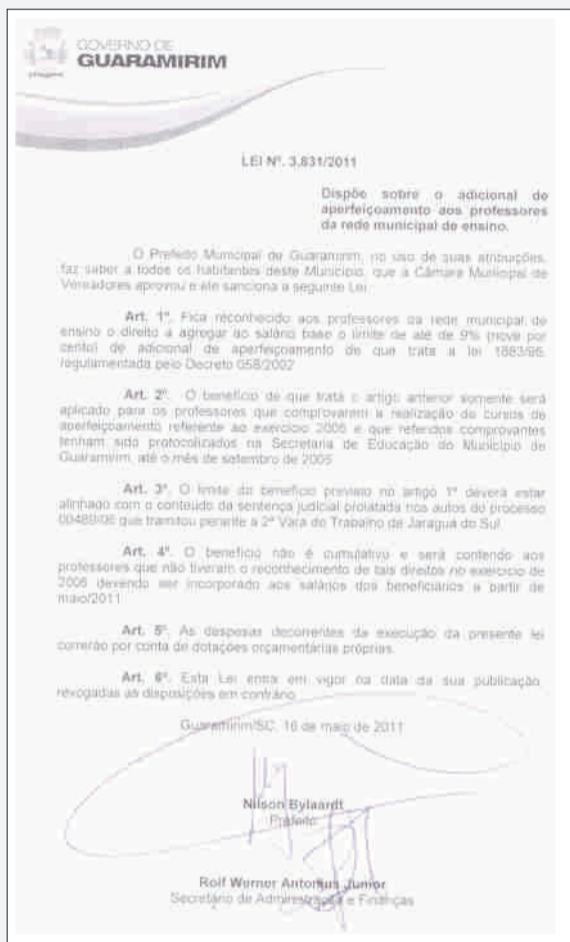 GOVERNO DE
GUARAMIRIM
LEI Nº. 3.831/2011
Dispõe sobre o adicional de
aperfeiçoamento aos professores
da rede municipal de ensino.
O Prefeito Municipal de Guaramirim, no uso de suas atribuições,
faz saber a todos os habitantes deste Município, que a Câmara Municipal de
Vereadores aprovou e ele sanciona a seguinte Lei
Art. 1º. Fica reconhecido aos professores da rede municipal de
ensino o direito a agregar ao salário base o limite de até de 9% (nove por
cento) de adicional de aperfeiçoamento de que trata a lei 1883/95,
regulamentada pelo Decreto 058/2002
Art. 2º. O benefício de que trata o artigo anterior somente será
aplicado para os professores que comprovarem a realização de cursos de
aperfeiçoamento referente ao exercício 2006 e que referidos comprovantes
tenham sido protocolizados na Secretaria de Educação do Município de
Guaramirim, até o mês de setembro de 2005
Art. 3º. O limite do benefício previsto no artigo 1º deverá estar
alinhado com o conteúdo da sentença judicial prolatada nos autos do processo
00489/06 que tramitou perante a 2ª Vara do Trabalho de Jaraguá do Sul
Art. 4º. O benefício não é cumulativo e será contendo aos
professores que não tiveram o reconhecimento de tais direitos no exercício de
2006 devendo ser incorporado aos salários dos beneficiários a partir de
maio/2011
Art. 5º. As despesas decorrentes da execução da presente lei
correrão por conta de dotações orçamentárias próprias.
Art. 6º. Esta Lei entra em vigor na data da sua publicação,
revogadas as disposições em contrário
Guaramirim/SC, 16 de maio de 2011
Nilson Bylaardt
Prefeito
Rolf Werner Antonius Junior
Secretário de Administração e Finanças